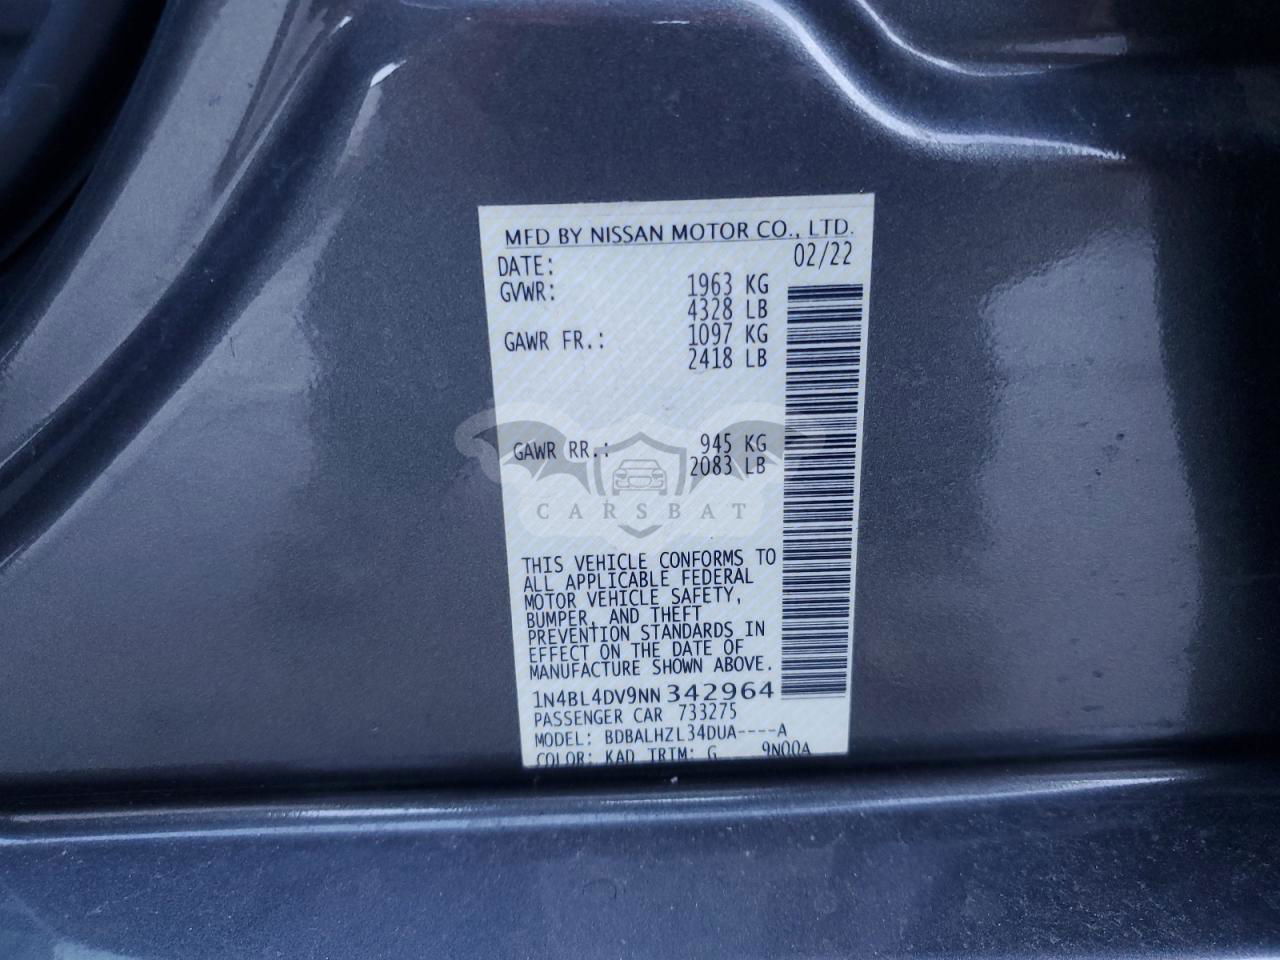 MFD BY NISSAN MOTOR CO., LTD.
DATE: 02/22
GVWR: 1963 KG
4328 LB
GAWR FR.: 1097 KG
2418 LB
GAWR RR.: 945 KG
2083 LB
CARSBAT
THIS VEHICLE CONFORMS TO
ALL APPLICABLE FEDERAL
MOTOR VEHICLE SAFETY,
BUMPER, AND THEFT
PREVENTION STANDARDS IN
EFFECT ON THE DATE OF
MANUFACTURE SHOWN ABOVE.
1N4BL4DV9NN342964
PASSENGER CAR 733275
MODEL: BDBALHZL34DUA----A
COLOR: KAD TRIM: G 9N00A